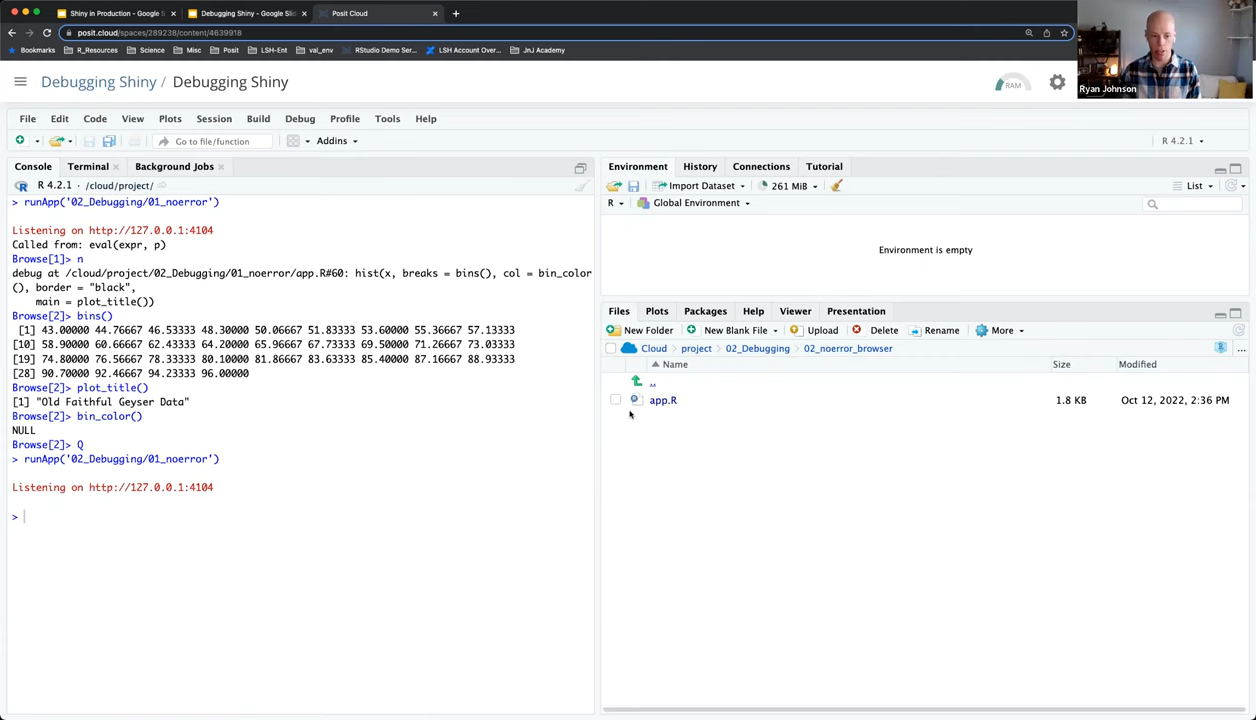 Shiny in Production - Google S
Debugging Shiny - Google Slid
Posit Cloud
posit.cloud/spaces/289238/content/4639918
Bookmarks
R_Resources
Science
Misc
Posit
LSH-Ent
val_env
RStudio Demo Ser...
LSH Account Over...
JnJ Academy
Ryan Johnson
Debugging Shiny / Debugging Shiny
RAM
File
Edit
Code
View
Plots
Session
Build
Debug
Profile
Tools
Help
Go to file/function
Addins
R 4.2.1
Console
Terminal
Background Jobs
R 4.2.1 · /cloud/project/
> runApp('02_Debugging/01_noerror')
Listening on http://127.0.0.1:4104
Called from: eval(expr, p)
Browse[1]> n
debug at /cloud/project/02_Debugging/01_noerror/app.R#60: hist(x, breaks = bins(), col = bin_color
(), border = "black",
main = plot_title())
Browse[2]> bins()
[1] 43.00000 44.76667 46.53333 48.30000 50.06667 51.83333 53.60000 55.36667 57.13333
[10] 58.90000 60.66667 62.43333 64.20000 65.96667 67.73333 69.50000 71.26667 73.03333
[19] 74.80000 76.56667 78.33333 80.10000 81.86667 83.63333 85.40000 87.16667 88.93333
[28] 90.70000 92.46667 94.23333 96.00000
Browse[2]> plot_title()
[1] "Old Faithful Geyser Data"
Browse[2]> bin_color()
NULL
Browse[2]> Q
> runApp('02_Debugging/01_noerror')
Listening on http://127.0.0.1:4104
>
Environment
History
Connections
Tutorial
Import Dataset
261 MiB
List
R
Global Environment
Environment is empty
Files
Plots
Packages
Help
Viewer
Presentation
New Folder
New Blank File
Upload
Delete
Rename
More
Cloud
project
02_Debugging
02_noerror_browser
...
Name
Size
Modified
..
app.R
1.8 KB
Oct 12, 2022, 2:36 PM